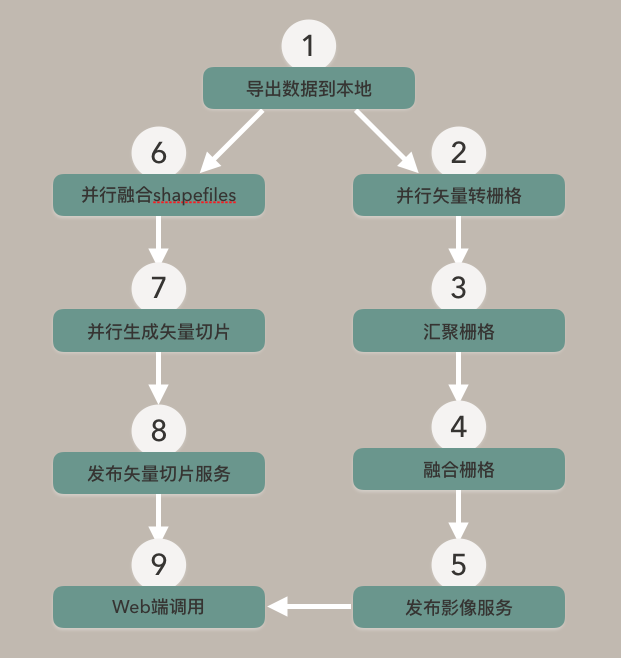 1
导出数据到本地
6
并行融合shapefiles
2
并行矢量转栅格
7
并行生成矢量切片
3
汇聚栅格
8
发布矢量切片服务
4
融合栅格
9
Web端调用
5
发布影像服务